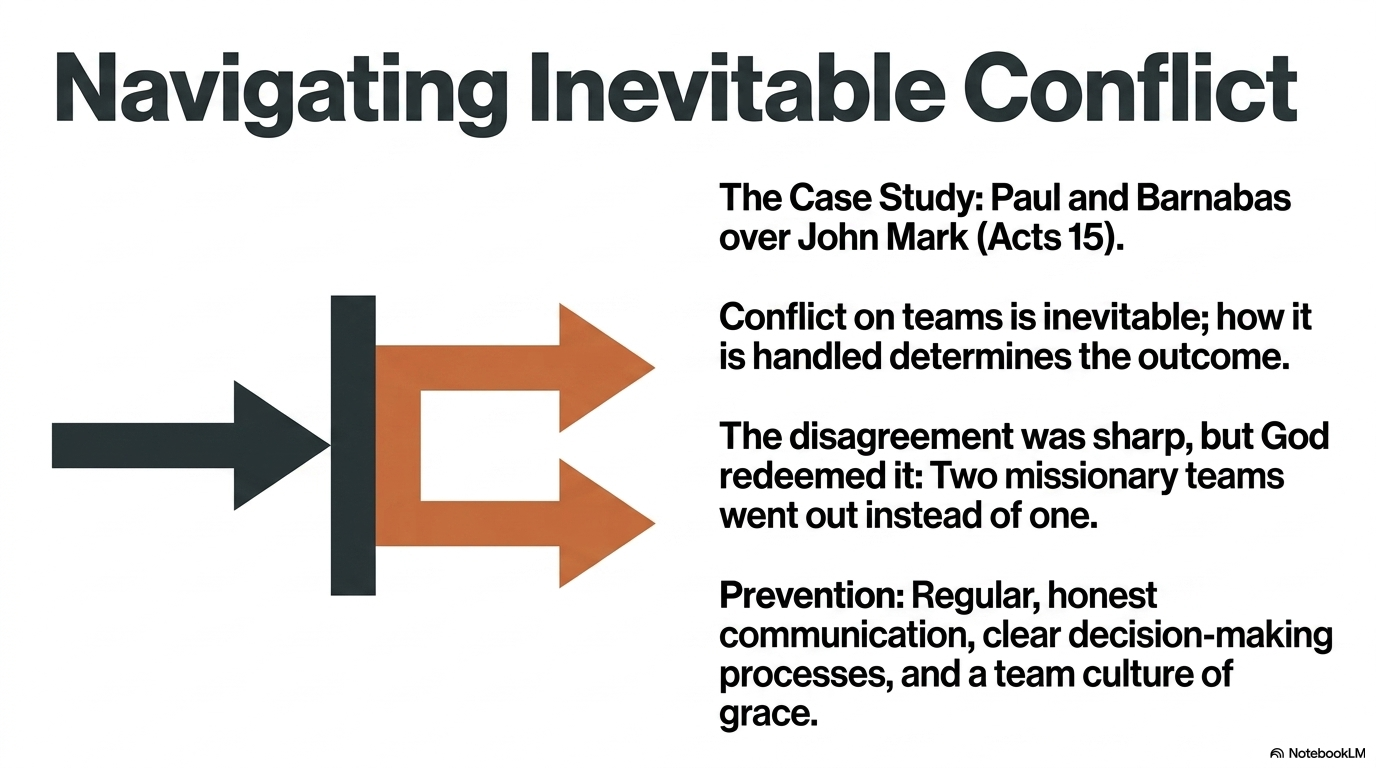 Navigating Inevitable Conflict
The Case Study: Paul and Barnabas
over John Mark (Acts 15).
Conflict on teams is inevitable; how it
is handled determines the outcome.
The disagreement was sharp, but God
redeemed it: Two missionary teams
went out instead of one.
Prevention: Regular, honest
communication, clear decision-making
processes, and a team culture of
grace.
NotebookLM